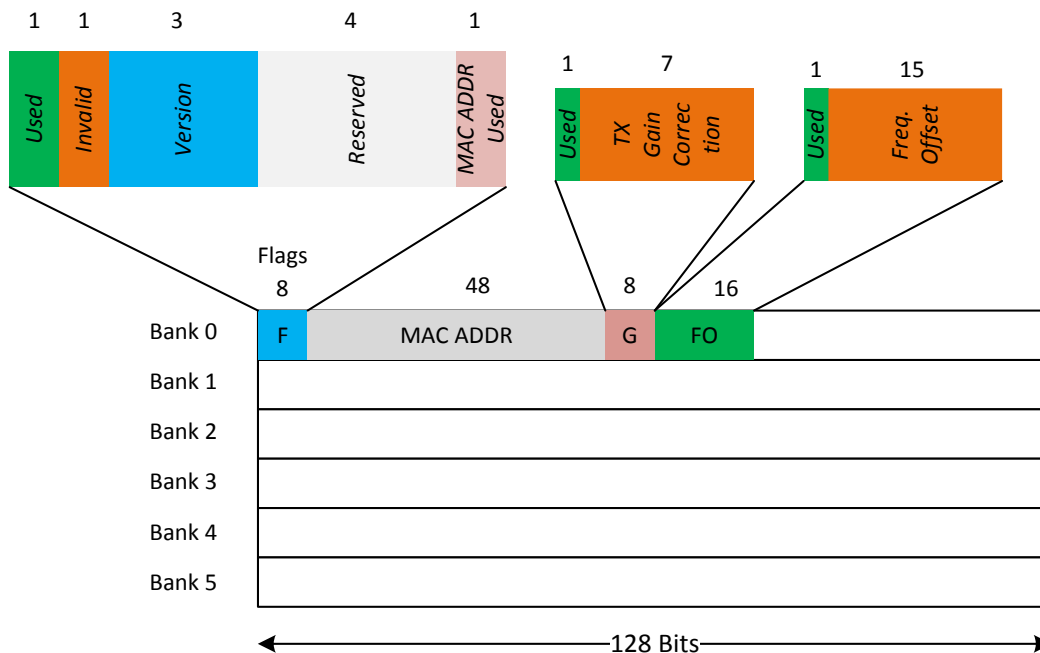 1 1 3 4 1
Used
Invalid
Version
Reserved
MAC ADDR
Used
1 7
Used
TX
Gain
Correc
tion
1 15
Used
Freq.
Offset
Flags
8 48 8 16
Bank 0 F MAC ADDR G FO
Bank 1
Bank 2
Bank 3
Bank 4
Bank 5
128 Bits